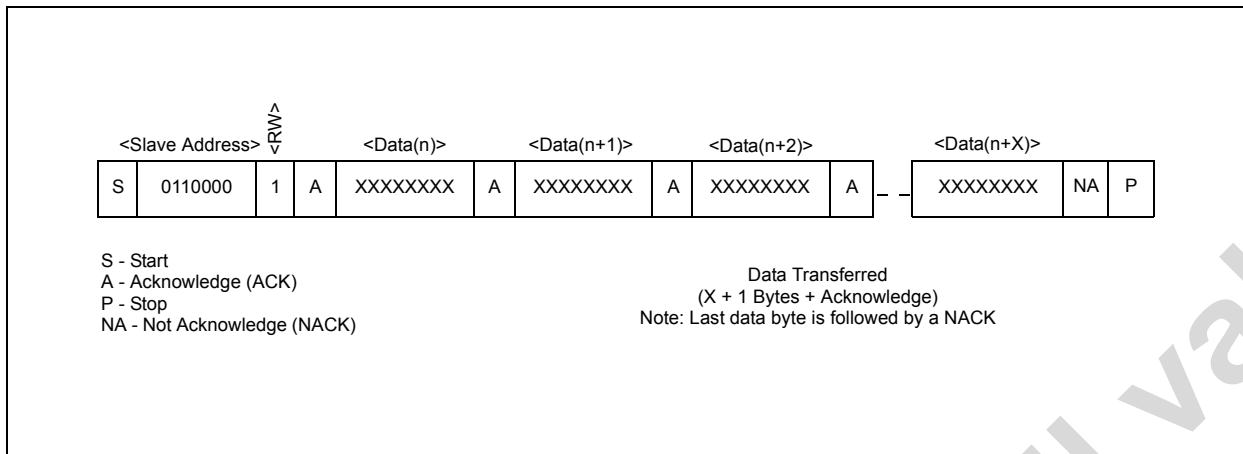 <Slave Address> <RW> <Data(n)> <Data(n+1)> <Data(n+2)> <Data(n+X)>
S 0110000 1 A XXXXXXXX A XXXXXXXX A XXXXXXXX A XXXXXXXX NA P
S - Start
A - Acknowledge (ACK)
P - Stop
NA - Not Acknowledge (NACK)
Data Transferred
(X + 1 Bytes + Acknowledge)
Note: Last data byte is followed by a NACK